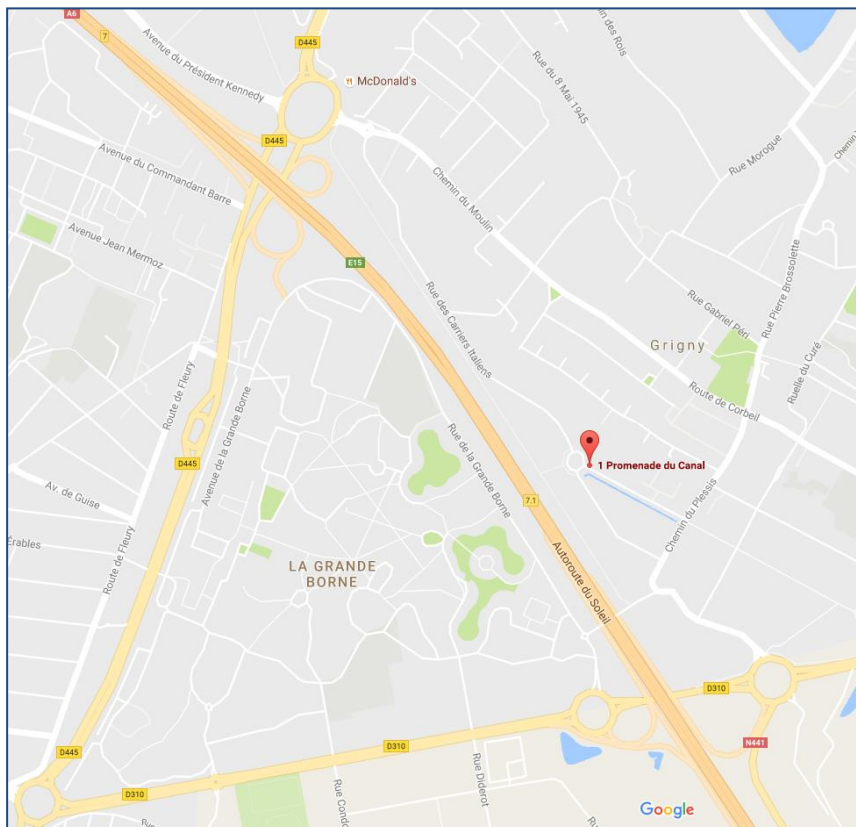 A6
7
Avenue du Président Kennedy
D445
McDonald's
D445
Avenue du Commandant Barre
Avenue Jean Mermoz
E15
Chemin du Moulin
Rue du 8 Mai 1945
in des Rois
Rue Morogue
Chemin
Rue des Carriers Italiens
Rue Gabriel Péri
Rue Pierre Brossolette
Grigny
Ruelle du Curé
Route de Corbeil
Route de Fleury
Avenue de la Grande Borne
D445
Rue de la Grande Borne
1 Promenade du Canal
7.1
Av. de Guise
Érables
Route de Fleury
LA GRANDE
BORNE
Autoroute du Soleil
Chemin du Plessis
D310
D310
N441
D445
D310
Rue Condo
Rue Diderot
Google